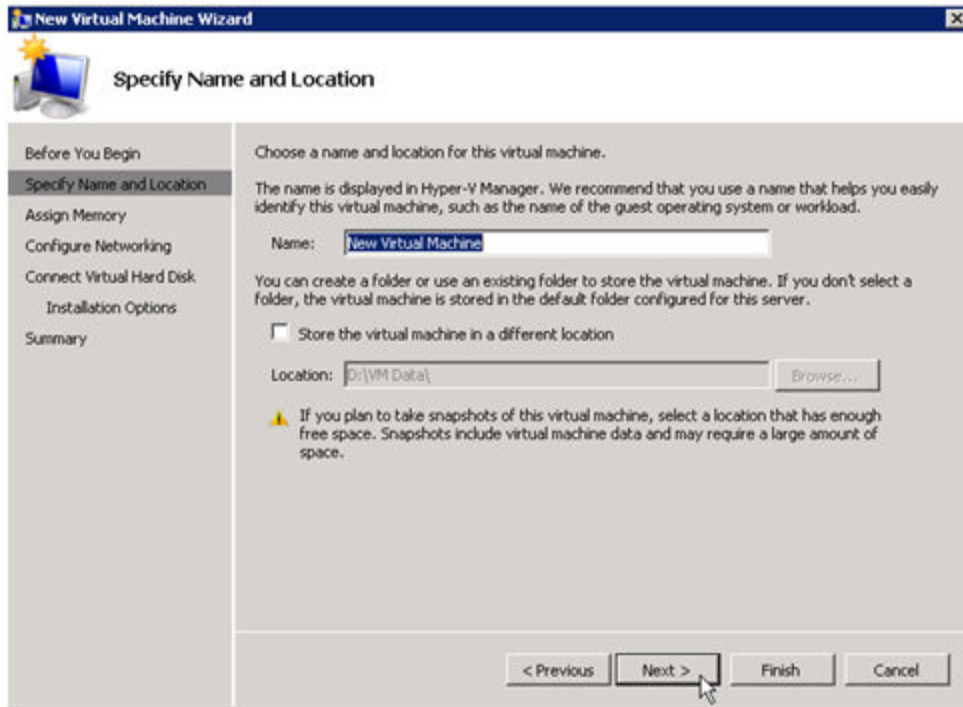 New Virtual Machine Wizard
Specify Name and Location
Before You Begin
Specify Name and Location
Assign Memory
Configure Networking
Connect Virtual Hard Disk
Installation Options
Summary
Choose a name and location for this virtual machine.
The name is displayed in Hyper-V Manager. We recommend that you use a name that helps you easily
identify this virtual machine, such as the name of the guest operating system or workload.
Name: New Virtual Machine
You can create a folder or use an existing folder to store the virtual machine. If you don't select a
folder, the virtual machine is stored in the default folder configured for this server.
Store the virtual machine in a different location
Location: D:\VM Data\ Browse...
If you plan to take snapshots of this virtual machine, select a location that has enough
free space. Snapshots include virtual machine data and may require a large amount of
space.
< Previous Next > Finish Cancel